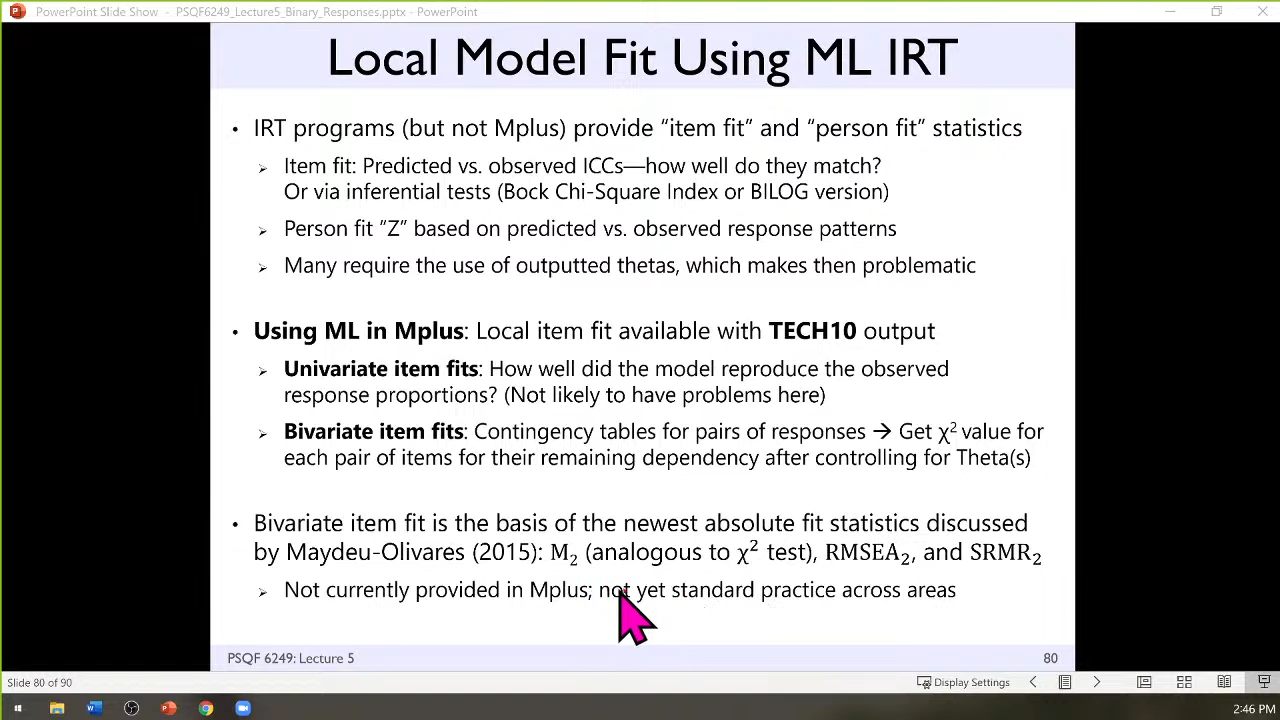 PowerPoint Slide Show - PSQF6249_Lecture5_Binary_Responses.pptx - PowerPoint
Local Model Fit Using ML IRT
• IRT programs (but not Mplus) provide “item fit” and “person fit” statistics
➢ Item fit: Predicted vs. observed ICCs—how well do they match?
Or via inferential tests (Bock Chi-Square Index or BILOG version)
➢ Person fit “Z” based on predicted vs. observed response patterns
➢ Many require the use of outputted thetas, which makes then problematic
• Using ML in Mplus: Local item fit available with TECH10 output
➢ Univariate item fits: How well did the model reproduce the observed
response proportions? (Not likely to have problems here)
➢ Bivariate item fits: Contingency tables for pairs of responses → Get χ² value for
each pair of items for their remaining dependency after controlling for Theta(s)
• Bivariate item fit is the basis of the newest absolute fit statistics discussed
by Maydeu-Olivares (2015): M₂ (analogous to χ² test), RMSEA₂, and SRMR₂
➢ Not currently provided in Mplus; not yet standard practice across areas
PSQF 6249: Lecture 5 80
Slide 80 of 90 Display Settings
2:46 PM